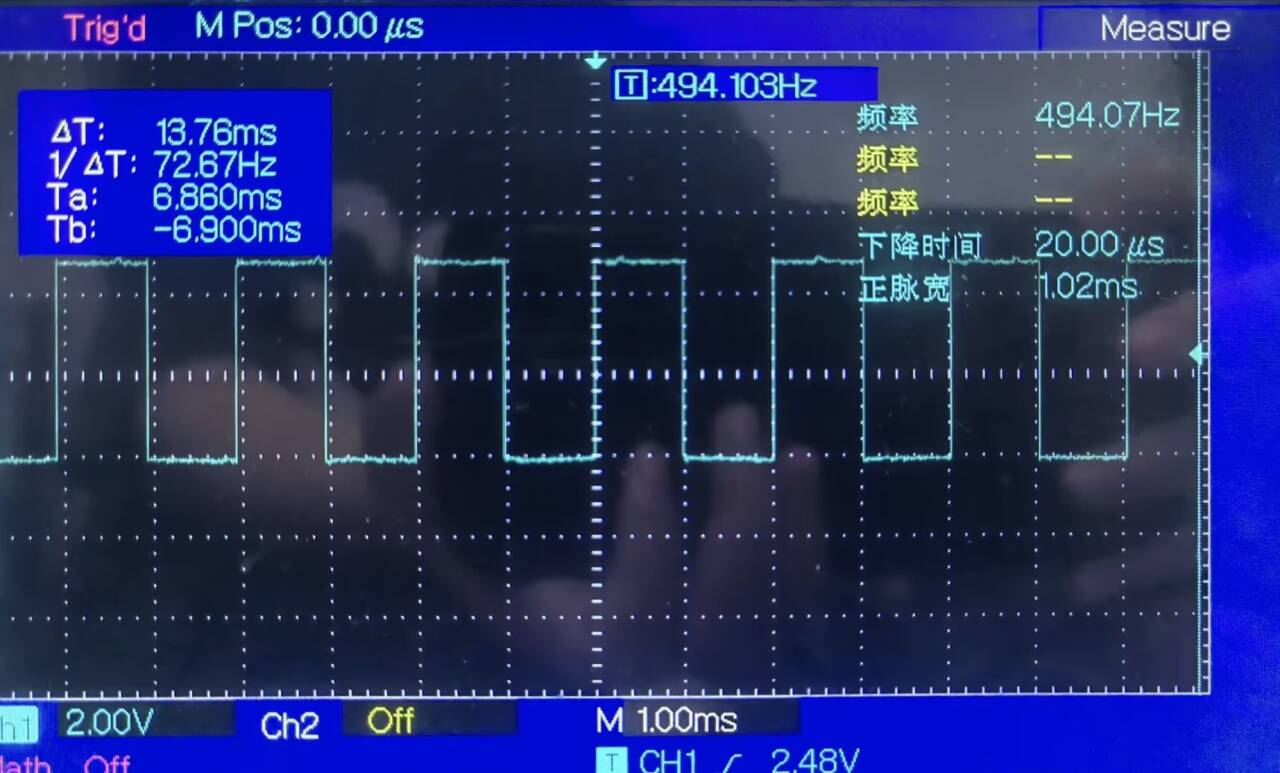 Trig'd M Pos: 0.00 μs Measure
T:494.103Hz
ΔT: 13.76ms
1/ΔT: 72.67Hz
Ta: 6.860ms
Tb: -6.900ms
频率 494.07Hz
频率 --
频率 --
下降时间 20.00 μs
正脉宽 1.02ms
h1 2.00V Ch2 Off M 1.00ms
Math Off T CH1 / 2.48V